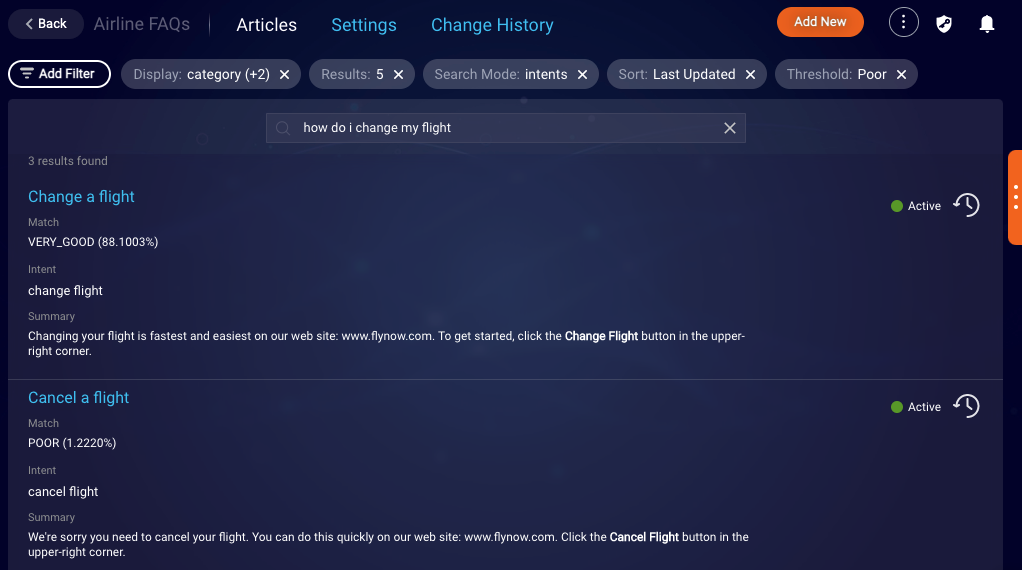 Back
Airline FAQs
Articles
Settings
Change History
Add New
Add Filter
Display: category (+2)
Results: 5
Search Mode: intents
Sort: Last Updated
Threshold: Poor
how do i change my flight
3 results found
Change a flight
Active
Match
VERY_GOOD (88.1003%)
Intent
change flight
Summary
Changing your flight is fastest and easiest on our web site: www.flynow.com. To get started, click the Change Flight button in the upper-
right corner.
Cancel a flight
Active
Match
POOR (1.2220%)
Intent
cancel flight
Summary
We're sorry you need to cancel your flight. You can do this quickly on our web site: www.flynow.com. Click the Cancel Flight button in the
upper-right corner.